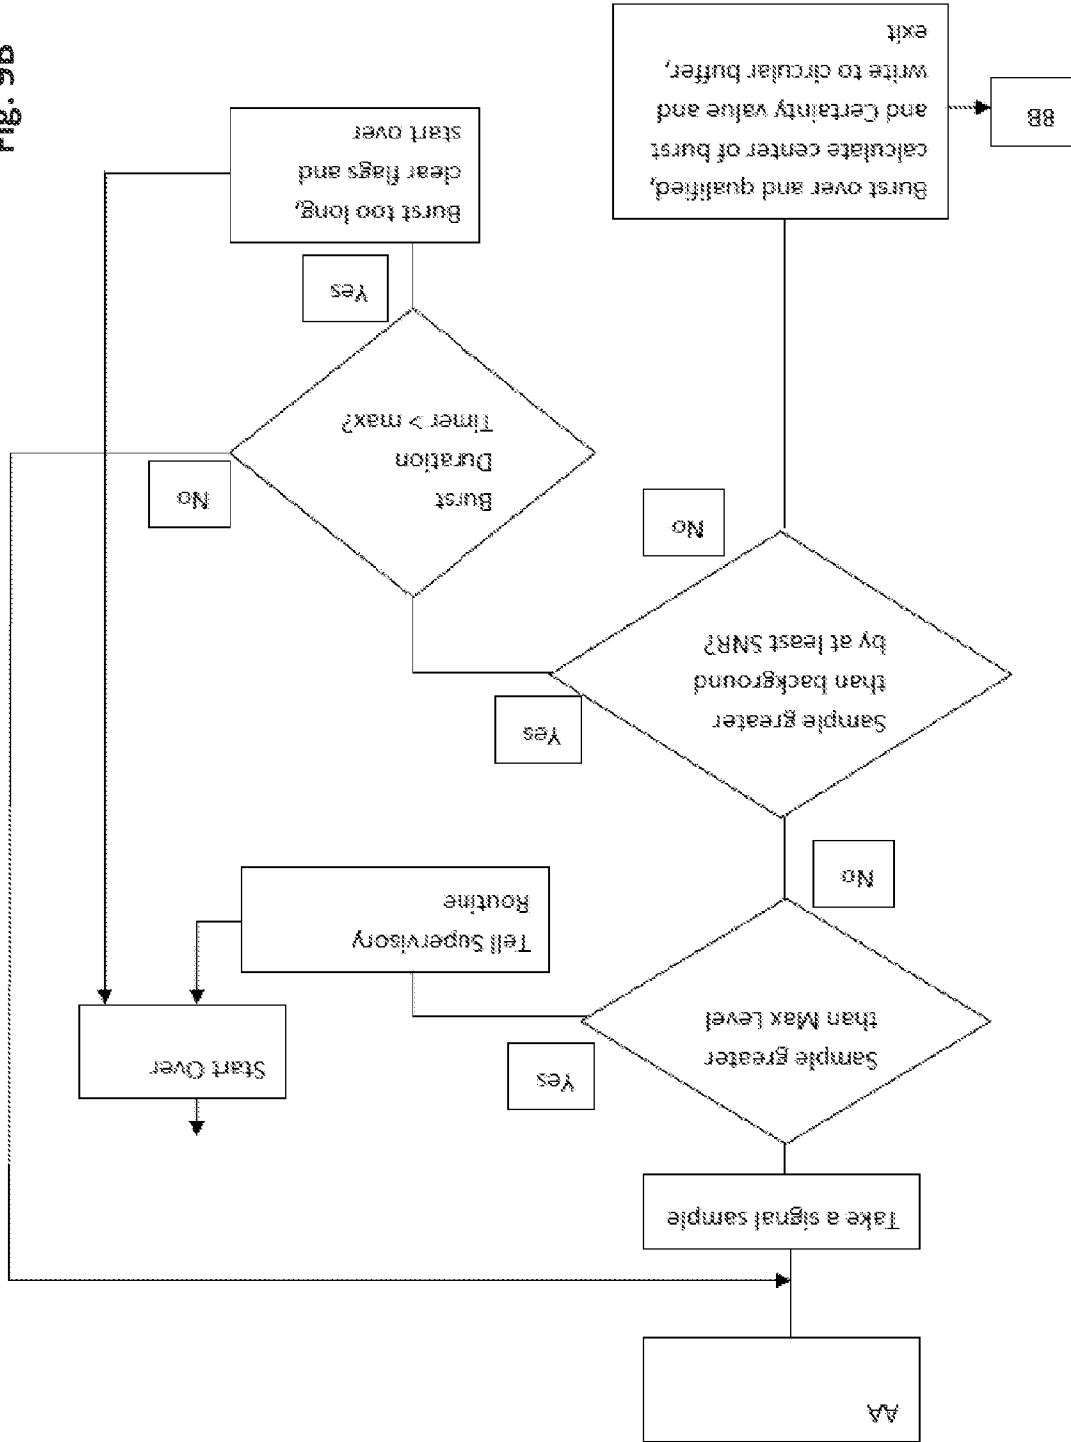 AA
Take a signal sample
Sample greater
than Max Level
Yes
Tell Supervisory
Routine
Start Over
No
Sample greater
than background
by at least SNR?
Yes
Burst
Duration
Timer > max?
No
Yes
Burst too long,
clear flags and
start over
No
Burst over and qualified,
calculate center of burst
and Certainty value and
write to circular buffer,
exit
BB